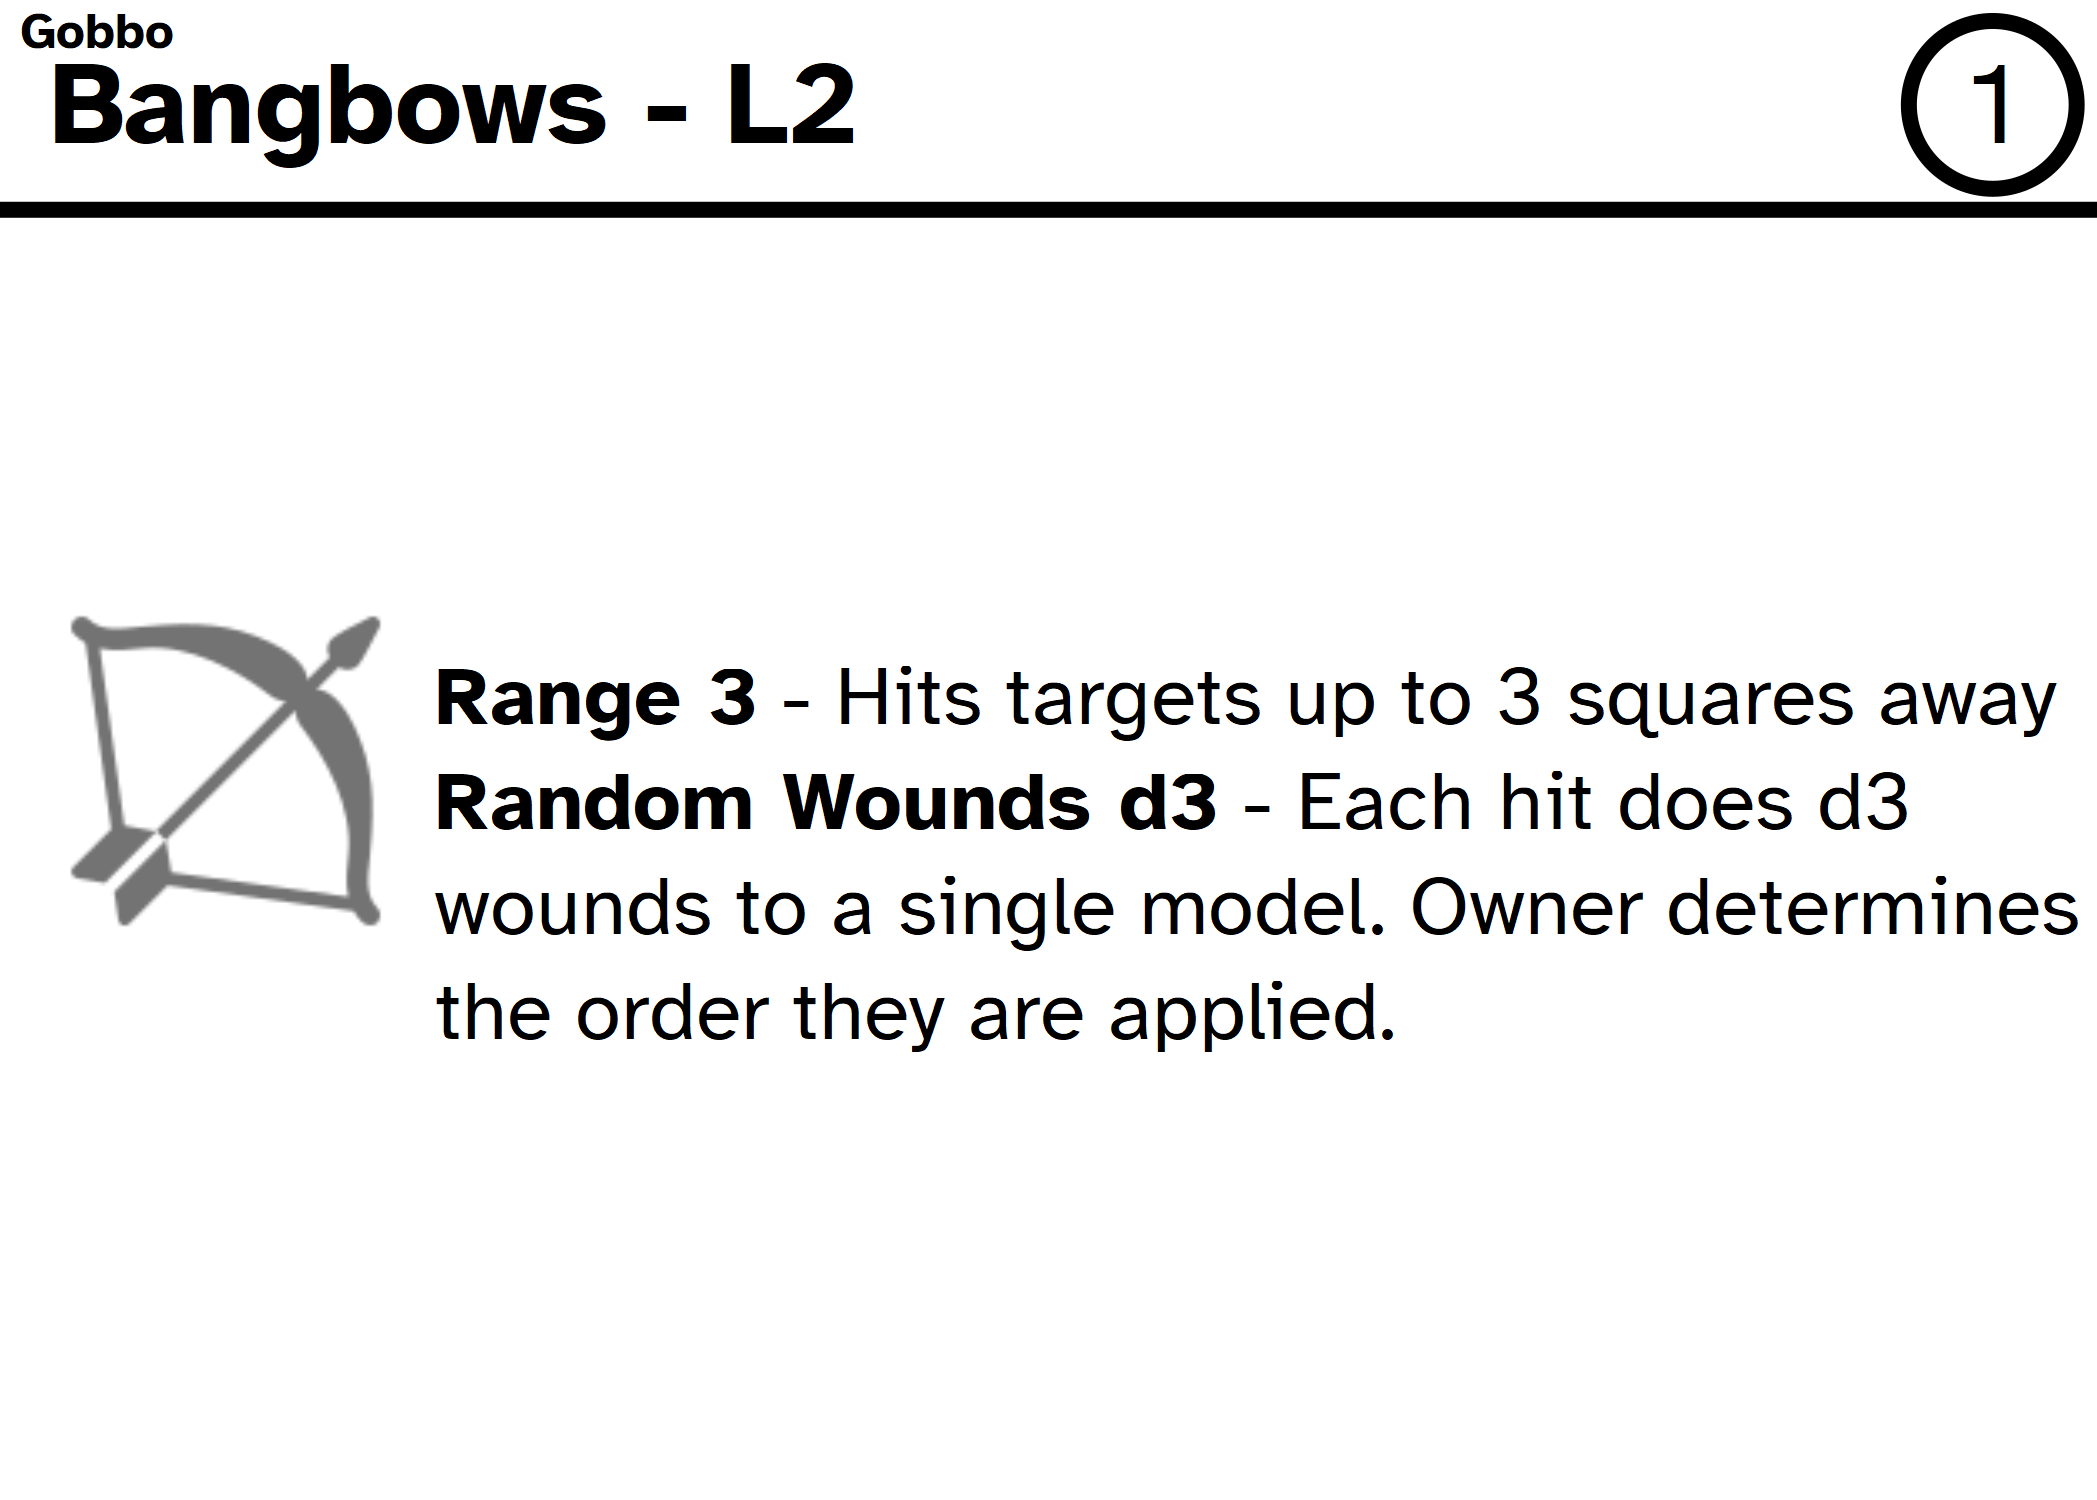 Gobbo
Bangbows - L2
1
Range 3 - Hits targets up to 3 squares away
Random Wounds d3 - Each hit does d3
wounds to a single model. Owner determines
the order they are applied.